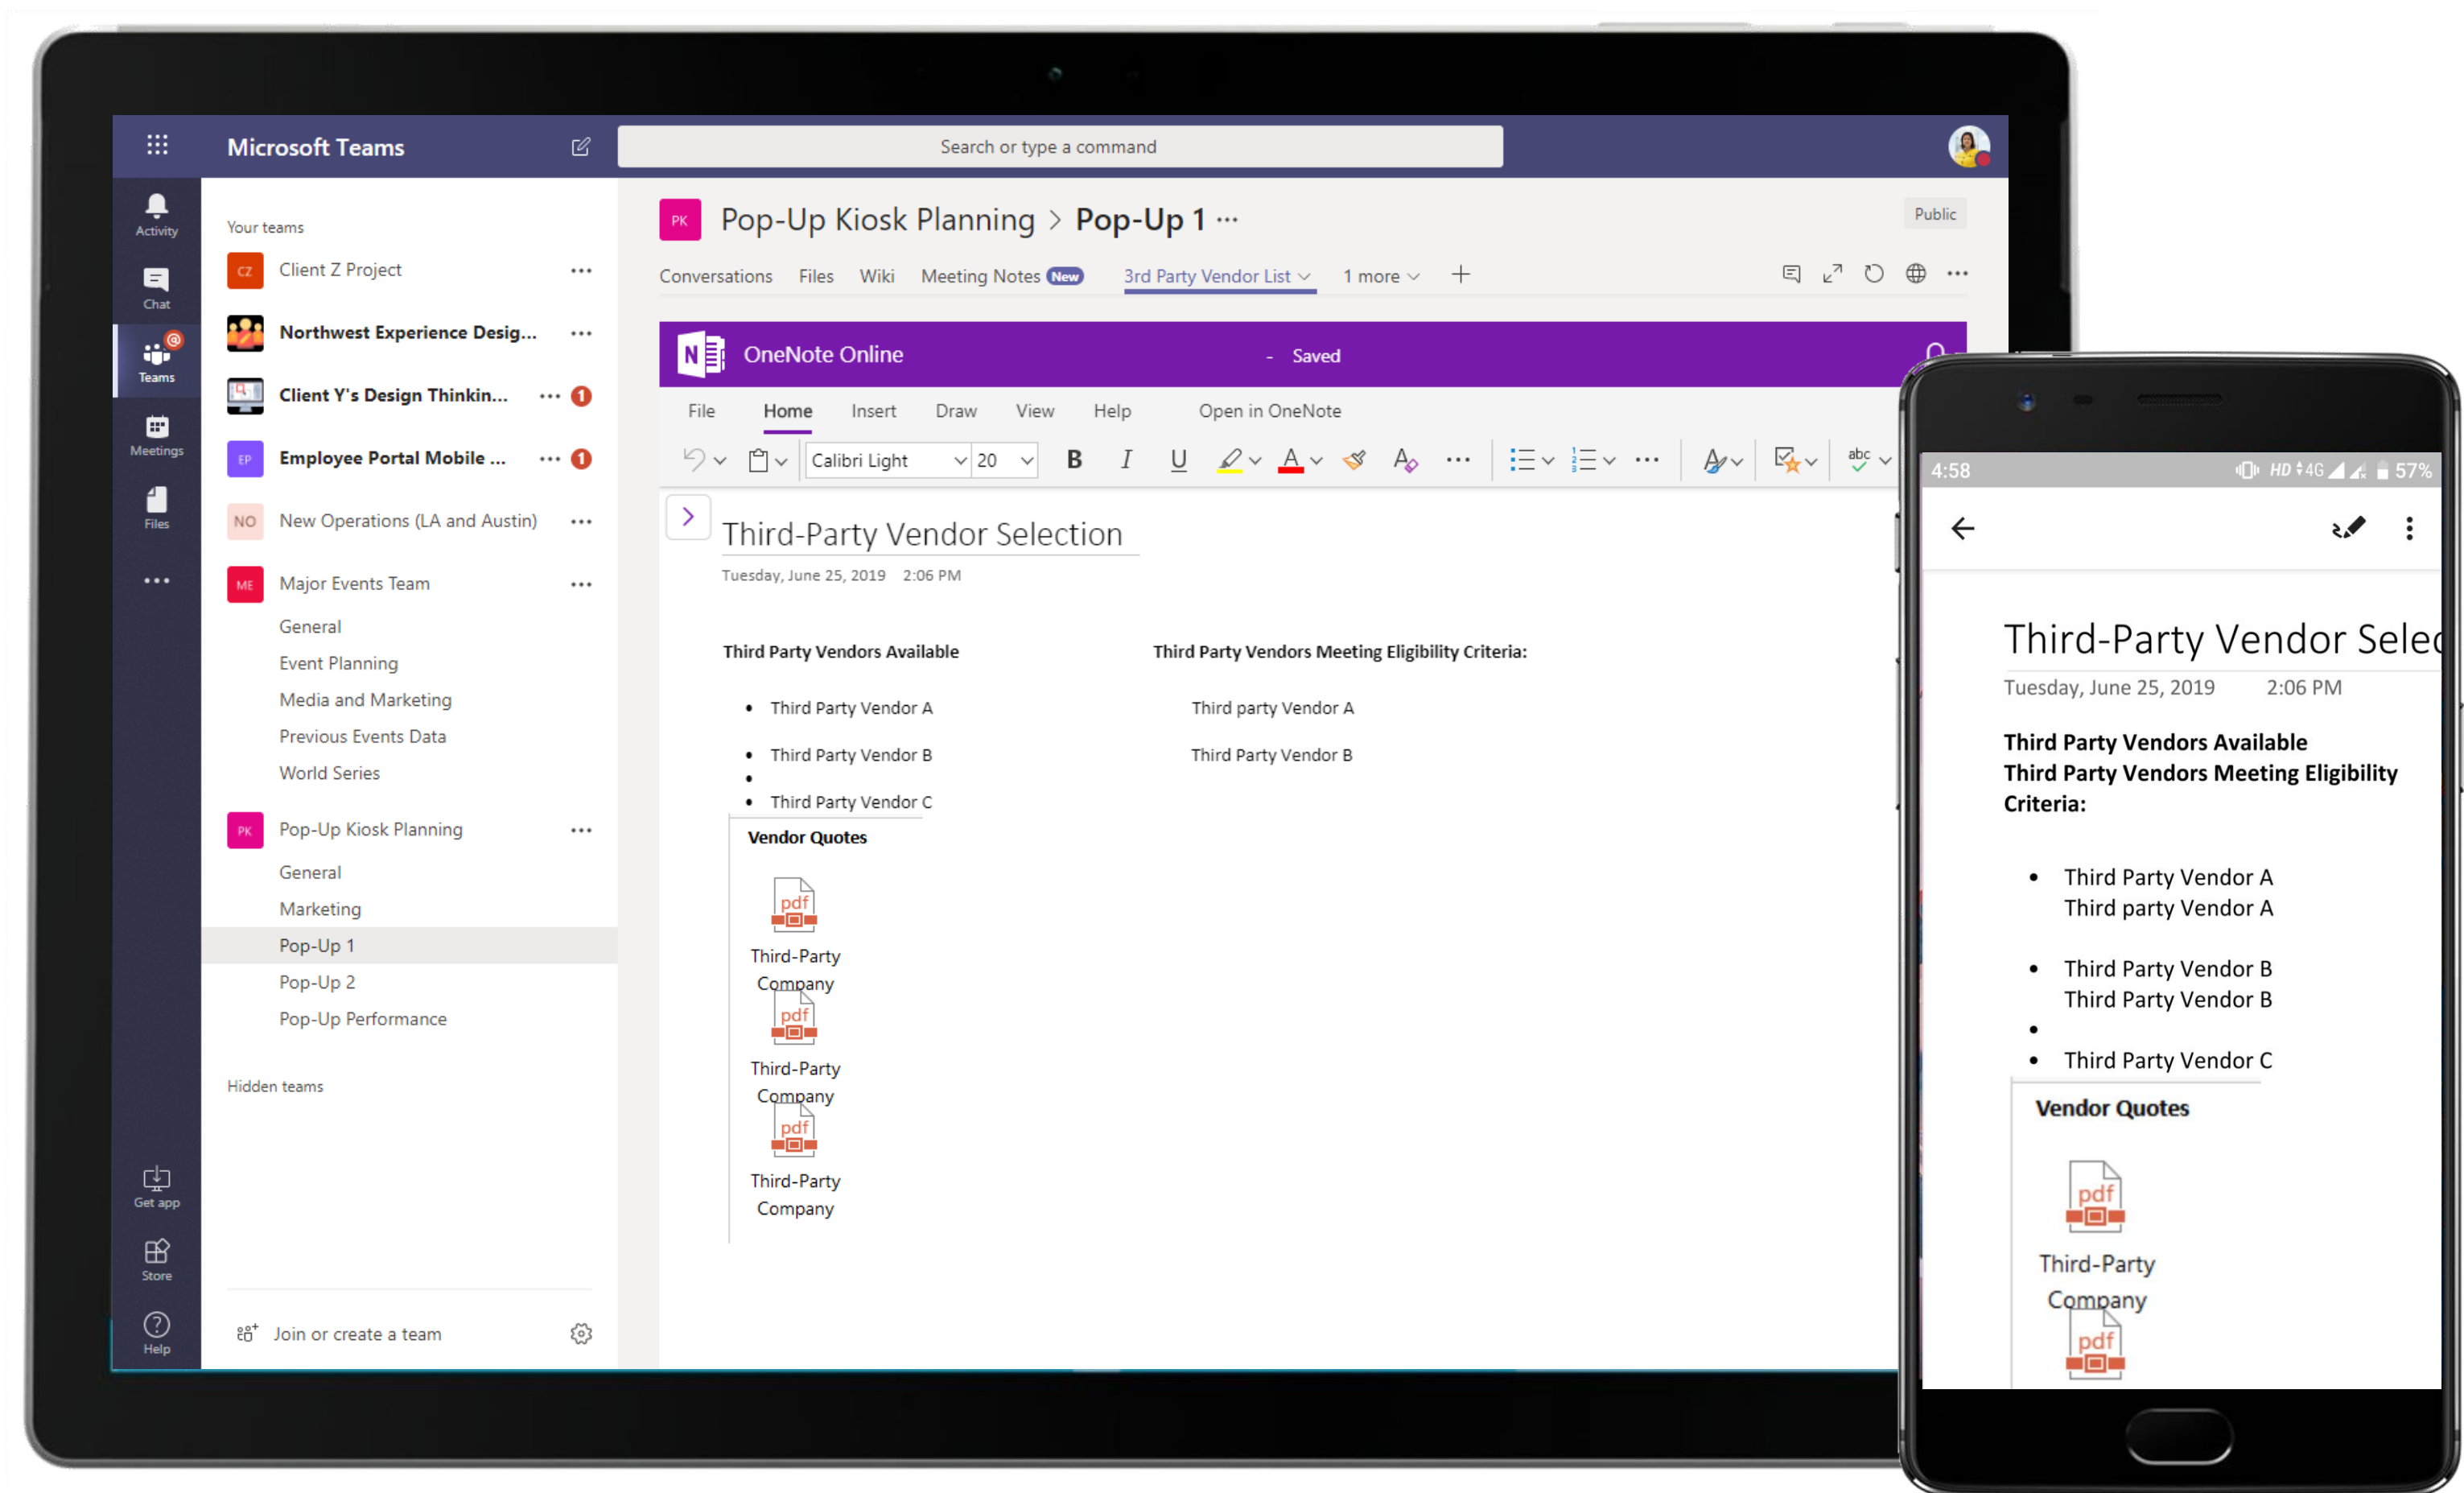 Microsoft Teams
Search or type a command
Activity
Chat
@
Teams
Meetings
Files
Get app
Store
Help
Your teams
CZ Client Z Project
Northwest Experience Desig...
Client Y's Design Thinkin... 1
EP Employee Portal Mobile ... 1
NO New Operations (LA and Austin)
ME Major Events Team
General
Event Planning
Media and Marketing
Previous Events Data
World Series
PK Pop-Up Kiosk Planning
General
Marketing
Pop-Up 1
Pop-Up 2
Pop-Up Performance
Hidden teams
Join or create a team
PK Pop-Up Kiosk Planning > Pop-Up 1 ...
Public
Conversations Files Wiki Meeting Notes New 3rd Party Vendor List 1 more +
N OneNote Online - Saved
File Home Insert Draw View Help Open in OneNote
Calibri Light 20 B I U A A ... abc
Third-Party Vendor Selection
Tuesday, June 25, 2019 2:06 PM
Third Party Vendors Available Third Party Vendors Meeting Eligibility Criteria:
• Third Party Vendor A Third party Vendor A
• Third Party Vendor B Third Party Vendor B
•
• Third Party Vendor C
Vendor Quotes
pdf
Third-Party
Company
pdf
Third-Party
Company
pdf
Third-Party
Company
4:58 HD 4G 57%
Third-Party Vendor Selec
Tuesday, June 25, 2019 2:06 PM
Third Party Vendors Available
Third Party Vendors Meeting Eligibility
Criteria:
• Third Party Vendor A
Third party Vendor A
• Third Party Vendor B
Third Party Vendor B
•
• Third Party Vendor C
Vendor Quotes
pdf
Third-Party
Company
pdf